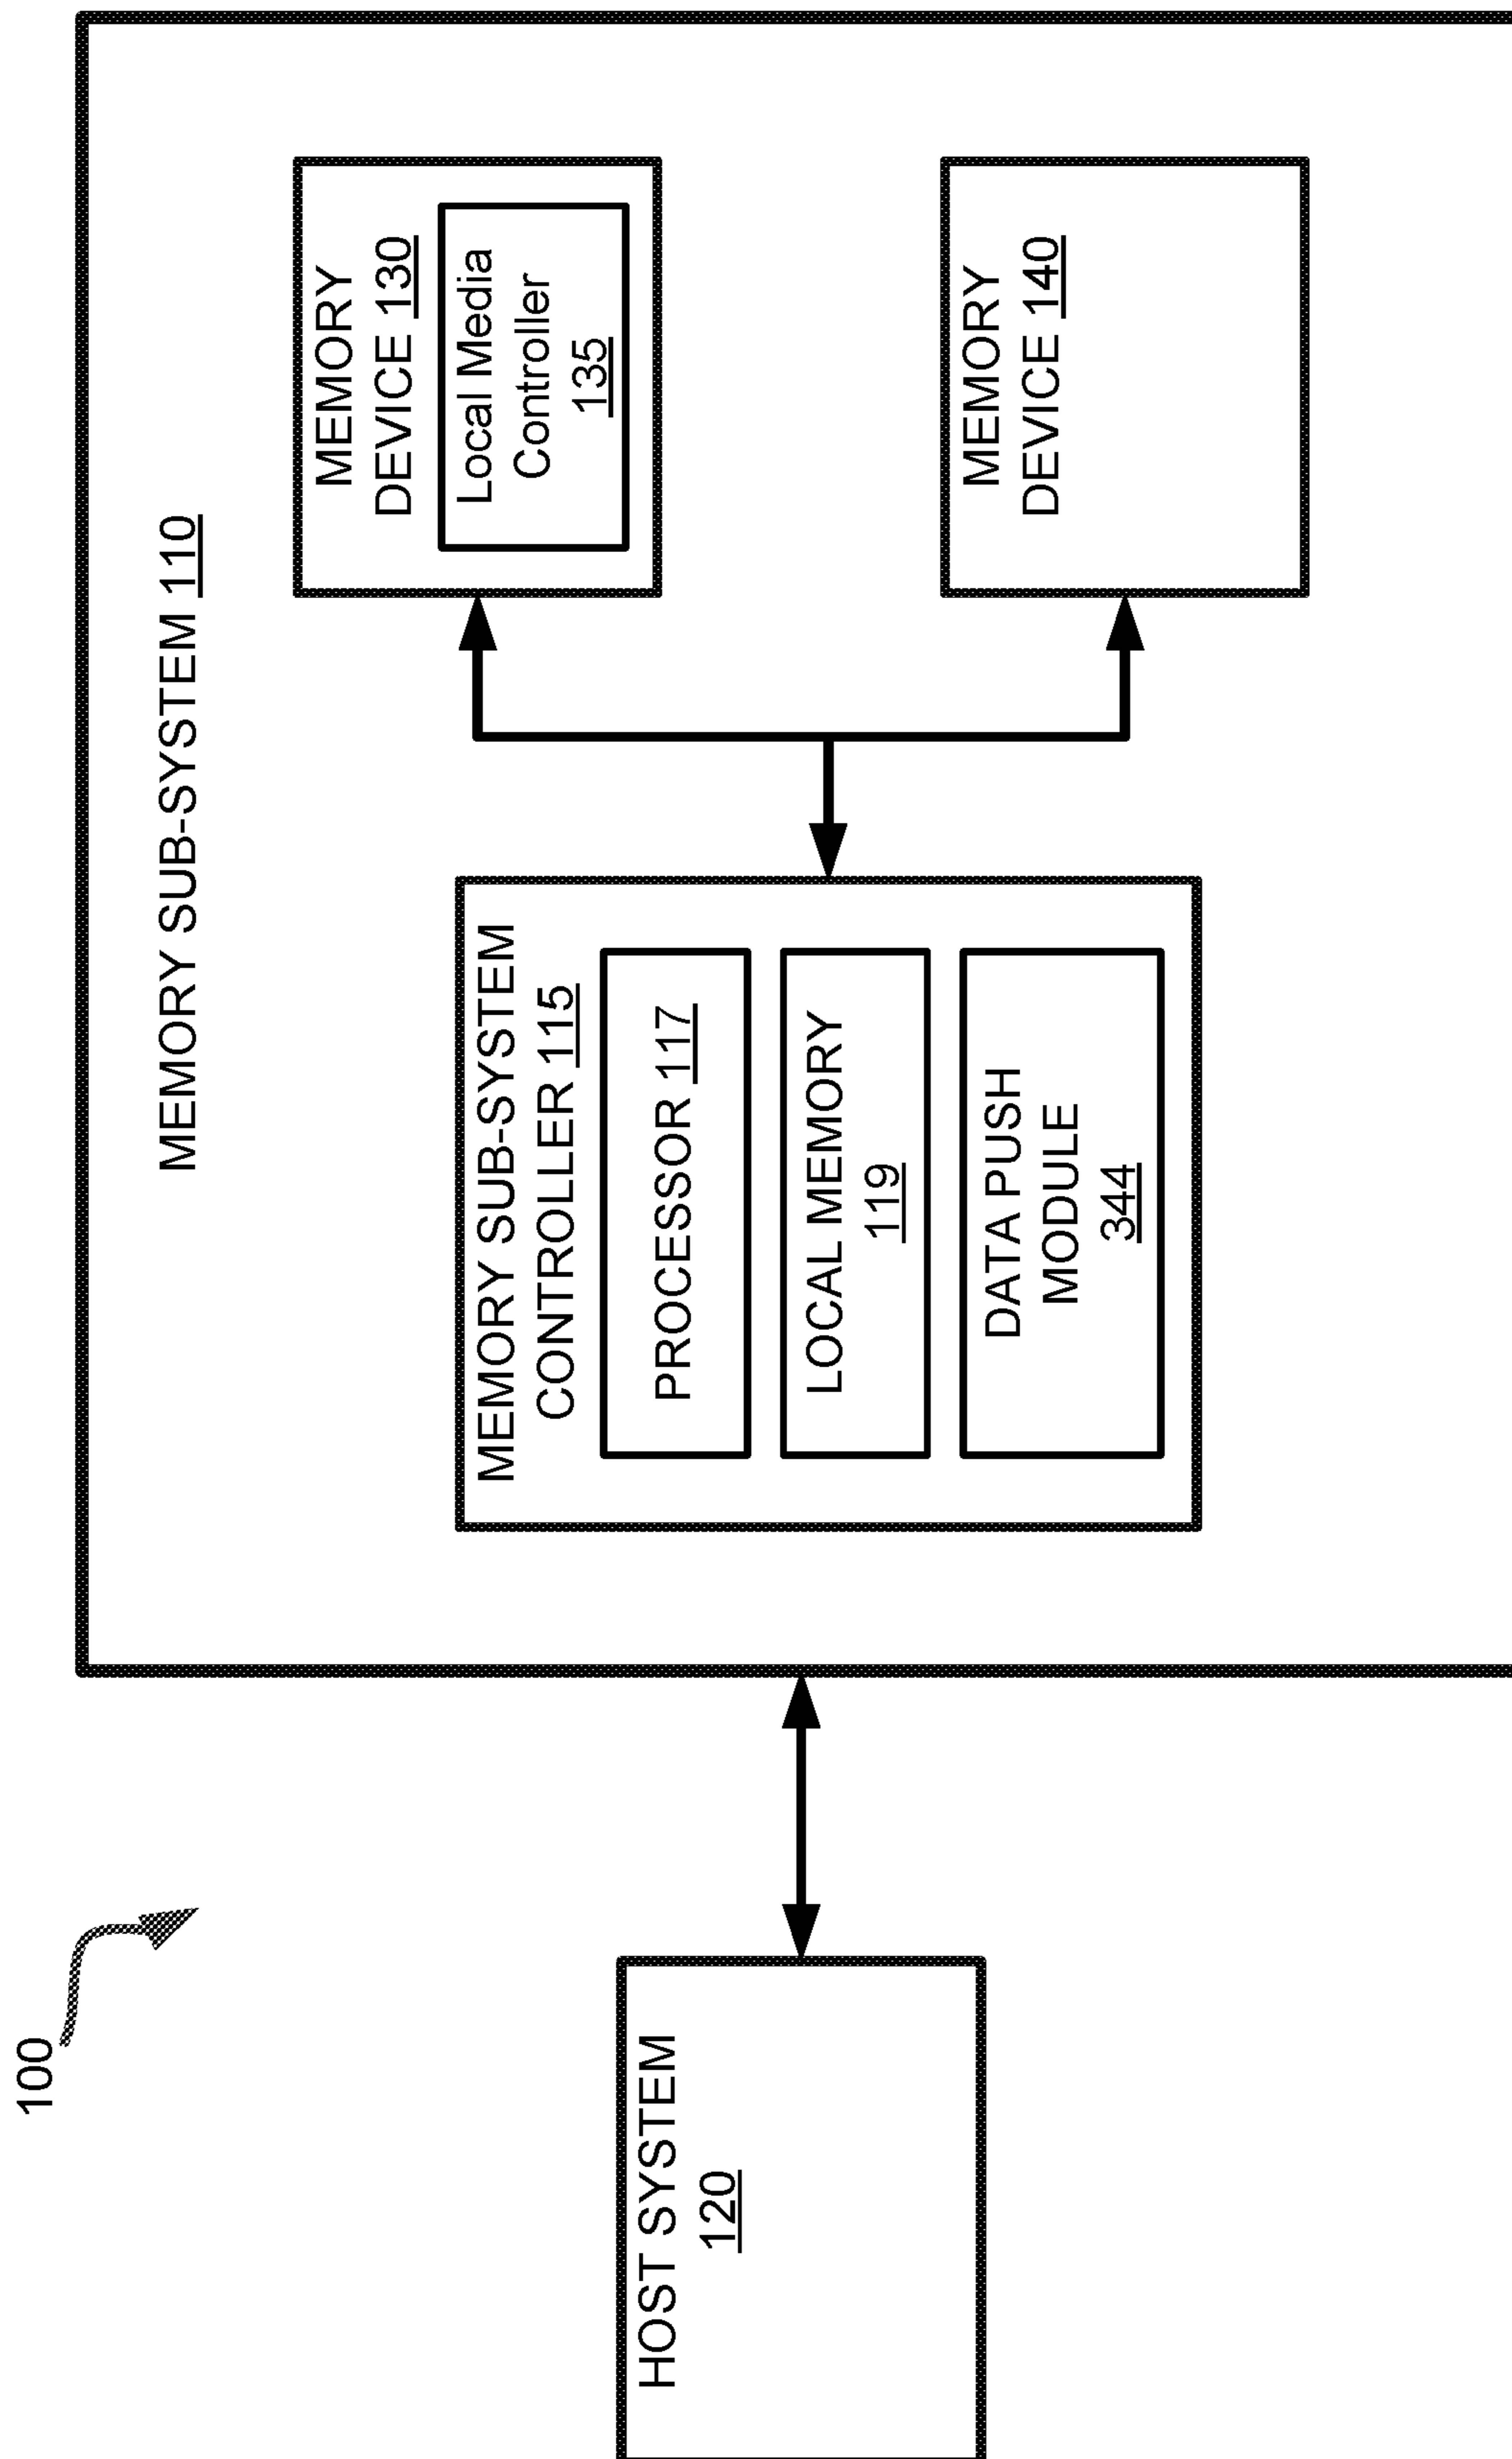 100
HOST SYSTEM
120
MEMORY SUB-SYSTEM 110
MEMORY SUB-SYSTEM
CONTROLLER 115
PROCESSOR 117
LOCAL MEMORY
119
DATA PUSH
MODULE
344
MEMORY
DEVICE 130
Local Media
Controller
135
MEMORY
DEVICE 140